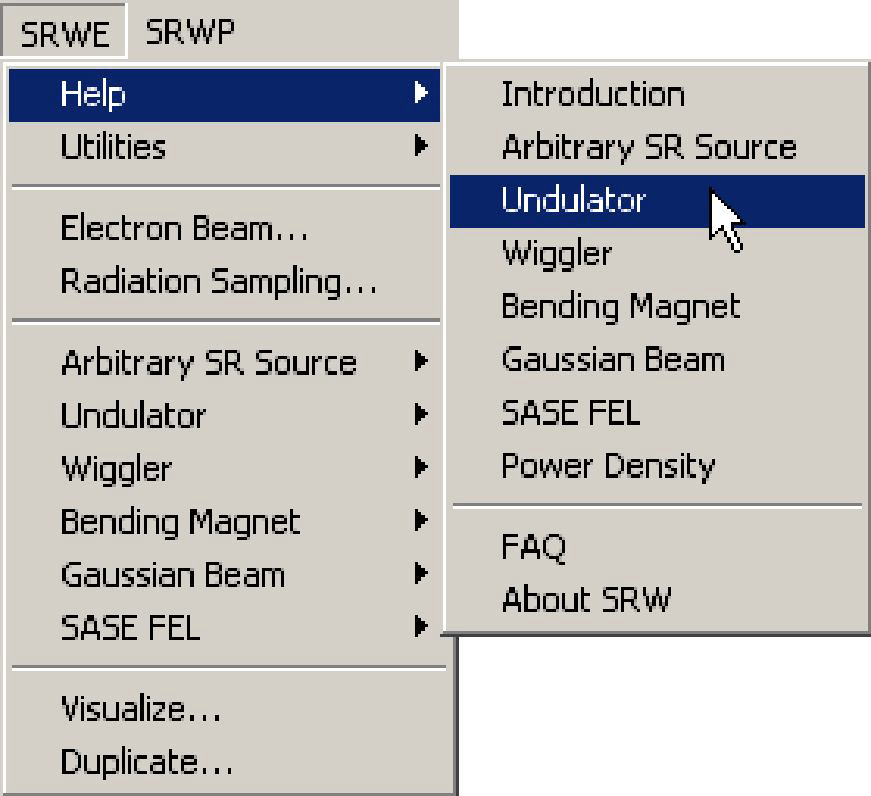 SRWE SRWP
Help
Utilities
Electron Beam...
Radiation Sampling...
Arbitrary SR Source
Undulator
Wiggler
Bending Magnet
Gaussian Beam
SASE FEL
Visualize...
Duplicate...
Introduction
Arbitrary SR Source
Undulator
Wiggler
Bending Magnet
Gaussian Beam
SASE FEL
Power Density
FAQ
About SRW